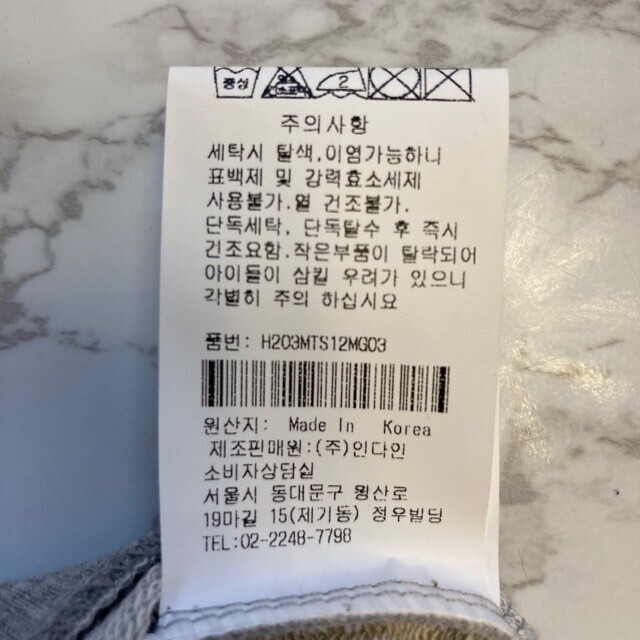 중성
2
주의사항
세탁시 탈색.이염가능하니
표백제 및 강력효소세제
사용불가.열 건조불가.
단독세탁, 단독탈수 후 즉시
건조요함.작은부품이 탈락되어
아이들이 삼킬 우려가 있으니
각별히 주의 하십시요
품번: H203MTS12MG03
원산지: Made In Korea
제조판매원:(주)인다인
소비자상담실
서울시 동대문구 왕산로
19마길 15(제기동) 정우빌딩
TEL:02-2248-7798